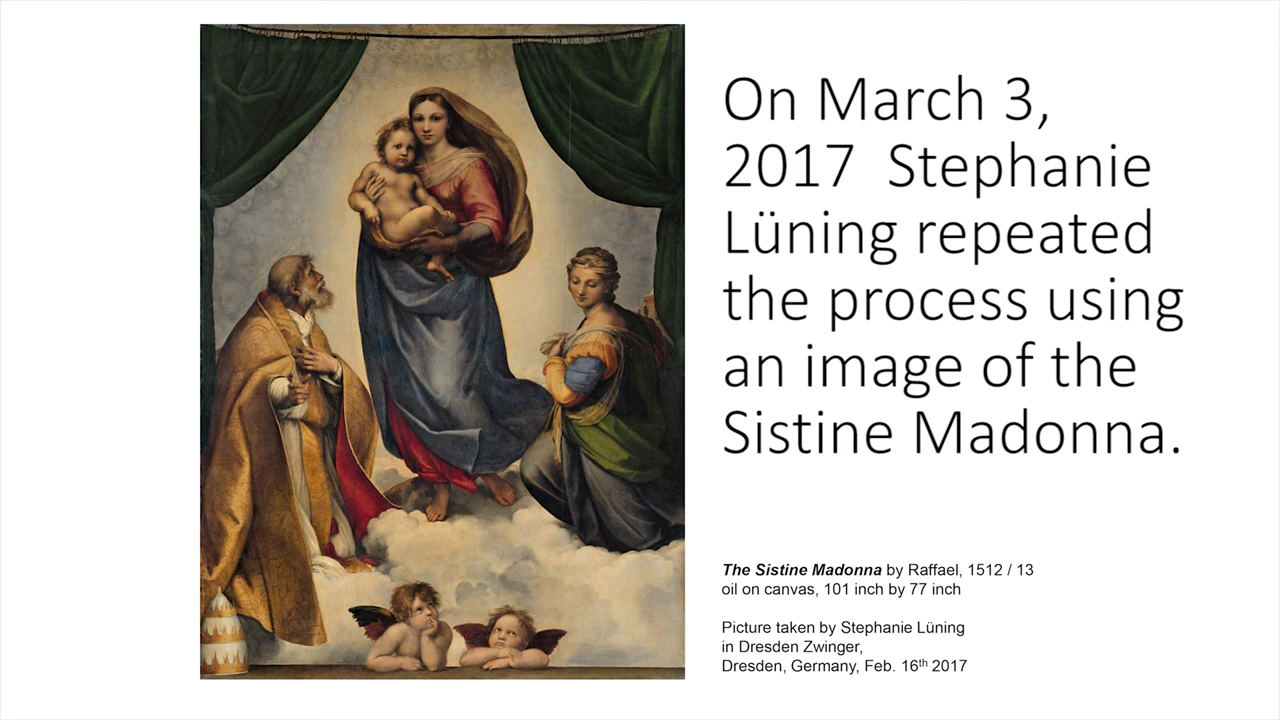 On March 3,
2017  Stephanie
Lüning repeated
the process using
an image of the
Sistine Madonna.
The Sistine Madonna by Raffael, 1512 / 13
oil on canvas, 101 inch by 77 inch
Picture taken by Stephanie Lüning
in Dresden Zwinger,
Dresden, Germany, Feb. 16th 2017